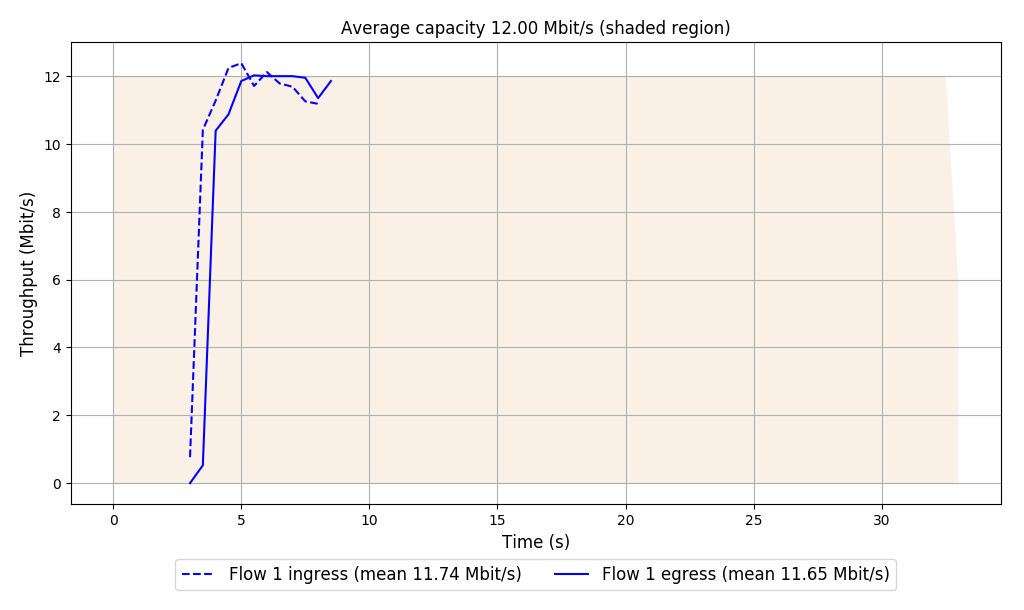 Average capacity 12.00 Mbit/s (shaded region)
Throughput (Mbit/s)
12
10
8
6
4
2
0
0 5 10 15 20 25 30
Time (s)
Flow 1 ingress (mean 11.74 Mbit/s) Flow 1 egress (mean 11.65 Mbit/s)